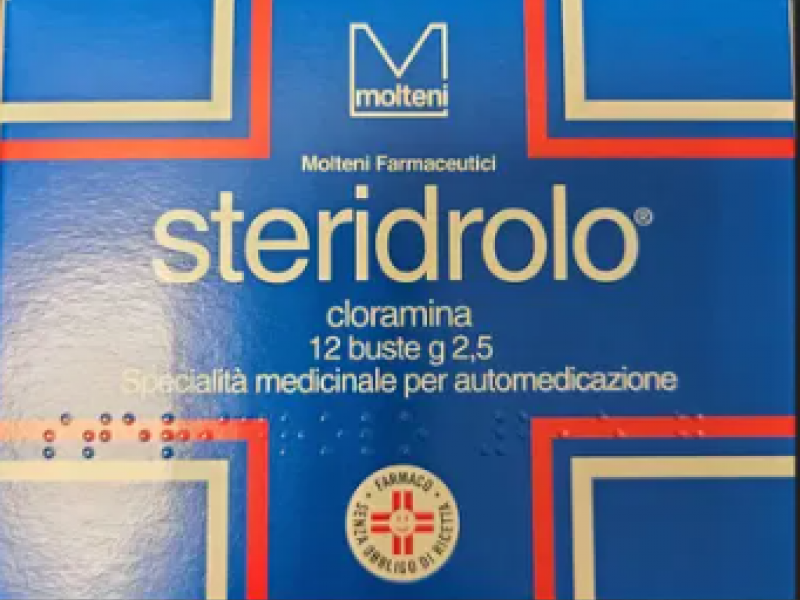 molteni
Molteni Farmaceutici
steridrolo®
cloramina
12 buste g 2,5
Specialità medicinale per automedicazione
FARMACO
SENZA OBBLIGO DI RICETTA